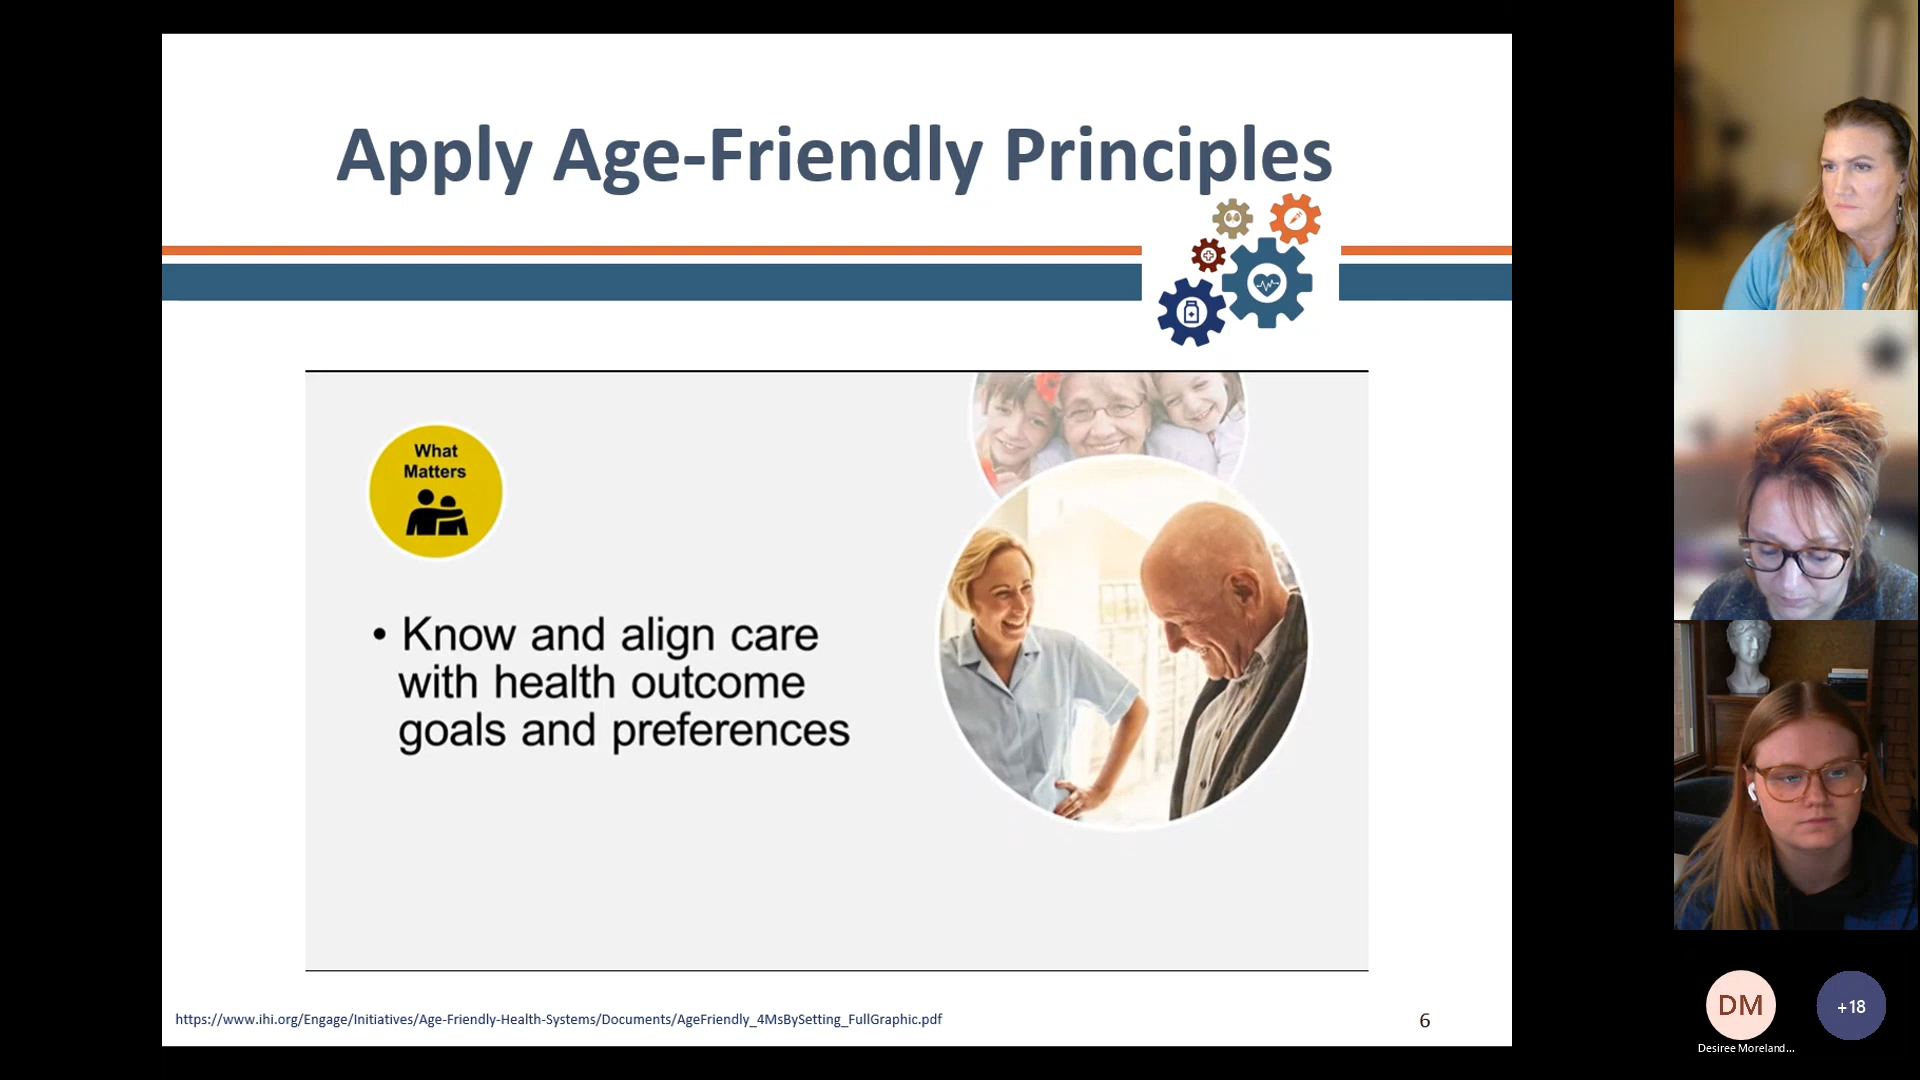 Apply Age-Friendly Principles
What
Matters
• Know and align care
with health outcome
goals and preferences
https://www.ihi.org/Engage/Initiatives/Age-Friendly-Health-Systems/Documents/AgeFriendly_4MsBySetting_FullGraphic.pdf
6
DM
+18
Desiree Moreland...